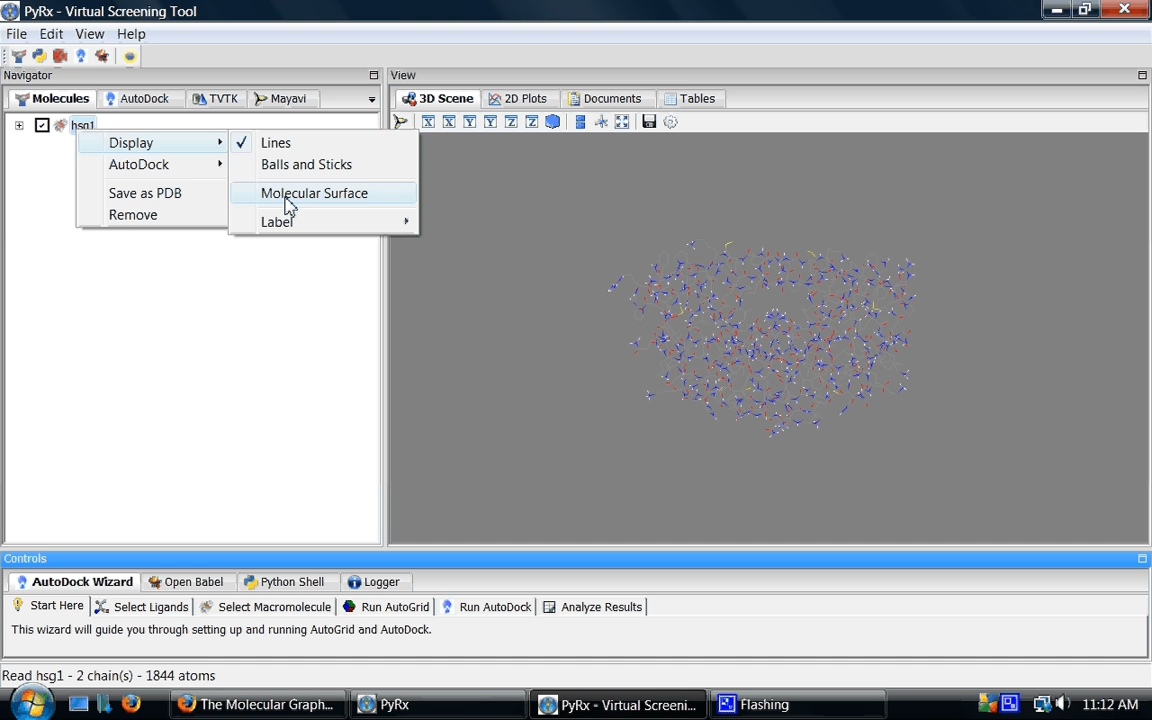 PyRx - Virtual Screening Tool
File Edit View Help
Navigator
View
Molecules AutoDock TVTK Mayavi
3D Scene 2D Plots Documents Tables
X X Y Y Z Z
hsg1
Display
AutoDock
Save as PDB
Remove
Lines
Balls and Sticks
Molecular Surface
Label
Controls
AutoDock Wizard Open Babel Python Shell Logger
Start Here Select Ligands Select Macromolecule Run AutoGrid Run AutoDock Analyze Results
This wizard will guide you through setting up and running AutoGrid and AutoDock.
Read hsg1 - 2 chain(s) - 1844 atoms
The Molecular Graph... PyRx PyRx - Virtual Screeni... Flashing 11:12 AM